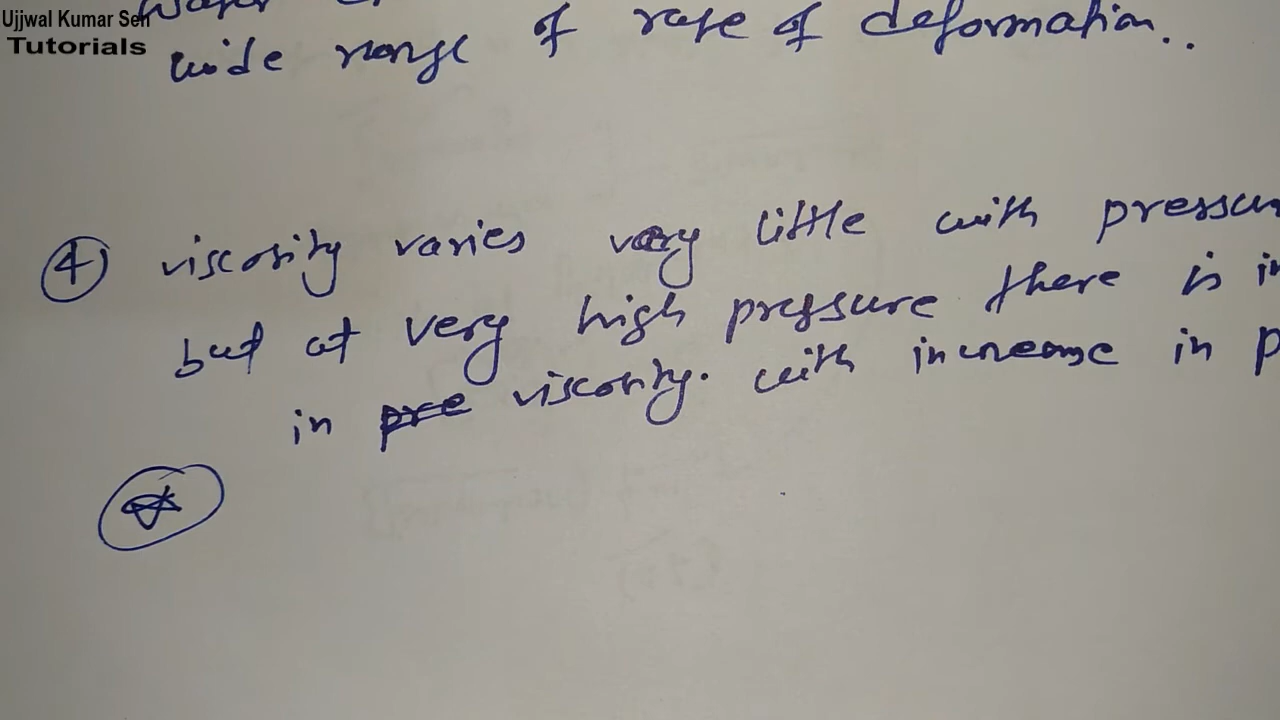 Ujjwal Kumar Sen
Tutorials
wide range of rate of deformation..
④ viscosity varies very little with pressur
but at very high pressure there is in
in pre viscosity. with increase in p